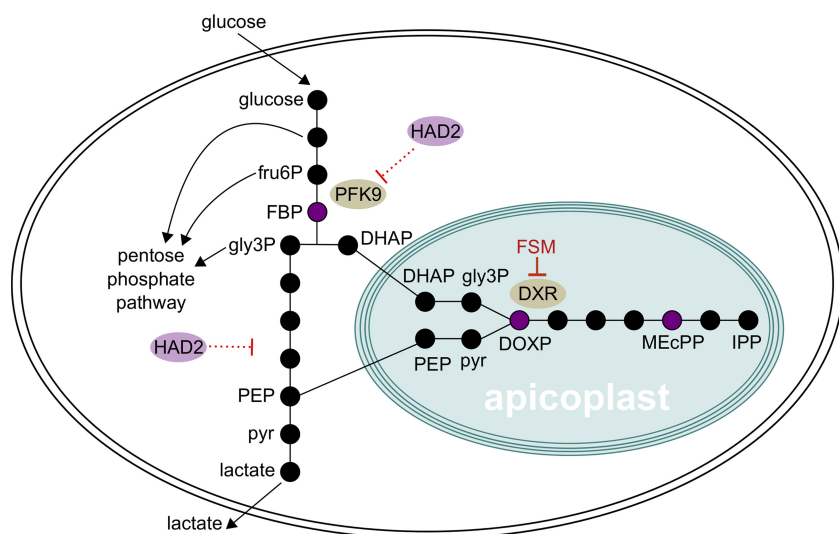 glucose
glucose
HAD2
fru6P
PFK9
FBP
gly3P
DHAP
pentose
phosphate
pathway
FSM
DHAP
gly3P
DXR
HAD2
DOXP
MEcPP
IPP
PEP
pyr
PEP
apicoplast
pyr
lactate
lactate